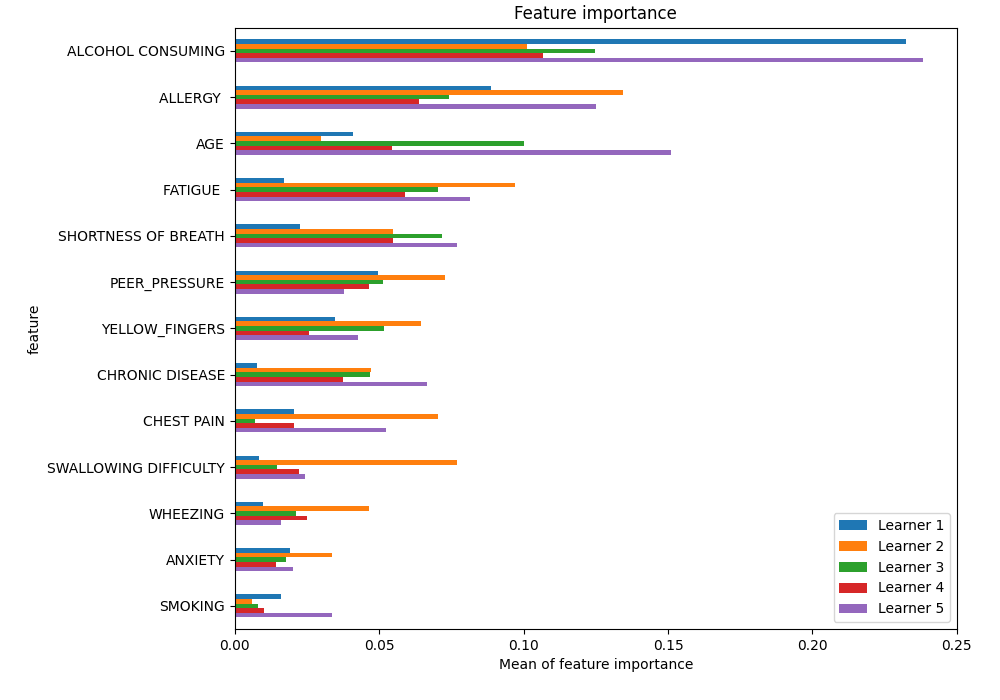 Feature importance
ALCOHOL CONSUMING
ALLERGY
AGE
FATIGUE
SHORTNESS OF BREATH
PEER_PRESSURE
YELLOW_FINGERS
CHRONIC DISEASE
CHEST PAIN
SWALLOWING DIFFICULTY
WHEEZING
ANXIETY
SMOKING
feature
Learner 1
Learner 2
Learner 3
Learner 4
Learner 5
0.00 0.05 0.10 0.15 0.20 0.25
Mean of feature importance